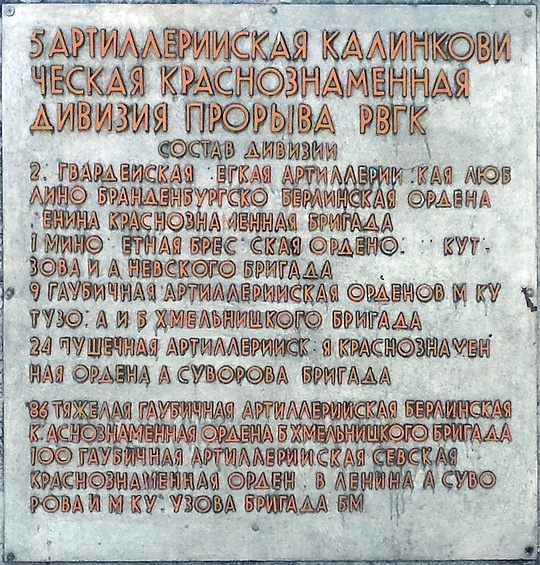 5 АРТИЛЛЕРИЙСКАЯ КАЛИНКОВИ
ЧЕСКАЯ КРАСНОЗНАМЕННАЯ
ДИВИЗИЯ ПРОРЫВА РВГК
СОСТАВ ДИВИЗИИ
2. ГВАРДЕЙСКАЯ ЕГКАЯ АРТИЛЛЕРИЙ КАЯ ЛЮБ
ЛИНО БРАНДЕНБУРГСКО БЕРЛИНСКАЯ ОРДЕНА
ЕНИНА КРАСНОЗНАМЕННАЯ БРИГАДА
1 МИНО ЕТНАЯ БРЕС СКАЯ ОРДЕНО КУТ
ЗОВА И А НЕВСКОГО БРИГАДА
9 ГАУБИЧНАЯ АРТИЛЛЕРИЙСКАЯ ОРДЕНОВ М КУ
ТУЗО А И Б ХМЕЛЬНИЦКОГО БРИГАДА
24 ПУШЕЧНАЯ АРТИЛЛЕРИЙСК Я КРАСНОЗНАМЕН
НАЯ ОРДЕНА А СУВОРОВА БРИГАДА
86 ТЯЖЕЛАЯ ГАУБИЧНАЯ АРТИЛЛЕРИЙСКАЯ БЕРЛИНСКАЯ
К АСНОЗНАМЕННАЯ ОРДЕНА Б ХМЕЛЬНИЦКОГО БРИГАДА
100 ГАУБИЧНАЯ АРТИЛЛЕРИЙСКАЯ СЕВСКАЯ
КРАСНОЗНАМЕННАЯ ОРДЕН В ЛЕНИНА А СУВО
РОВА И М КУ УЗОВА БРИГАДА БМ